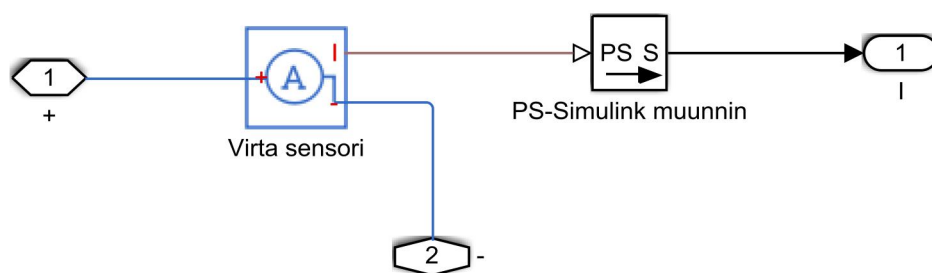 1
+
+
A
I
-
Virta sensori
PS S
PS-Simulink muunnin
1
I
2
-